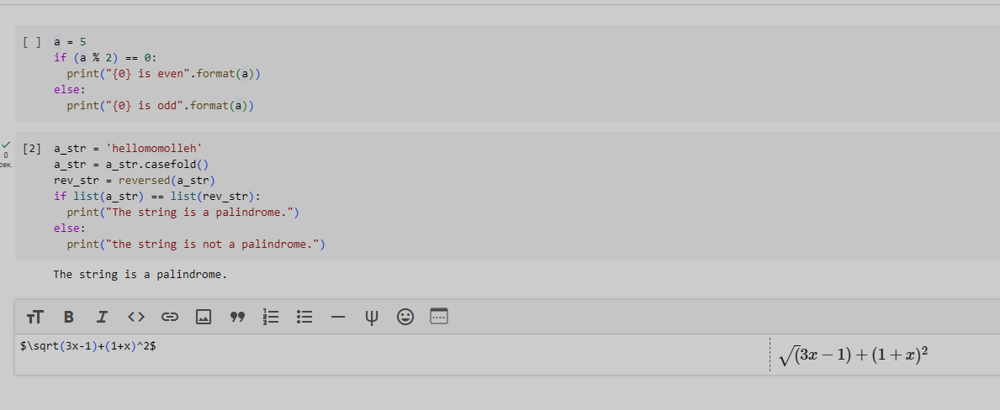 [ ] a = 5
if (a % 2) == 0:
print("{0} is even".format(a))
else:
print("{0} is odd".format(a))
[2] a_str = 'hellomomolleh'
0
сек.
a_str = a_str.casefold()
rev_str = reversed(a_str)
if list(a_str) == list(rev_str):
print("The string is a palindrome.")
else:
print("the string is not a palindrome.")
The string is a palindrome.
$\sqrt(3x-1)+(1+x)^2$
√(3x − 1) + (1 + x)²